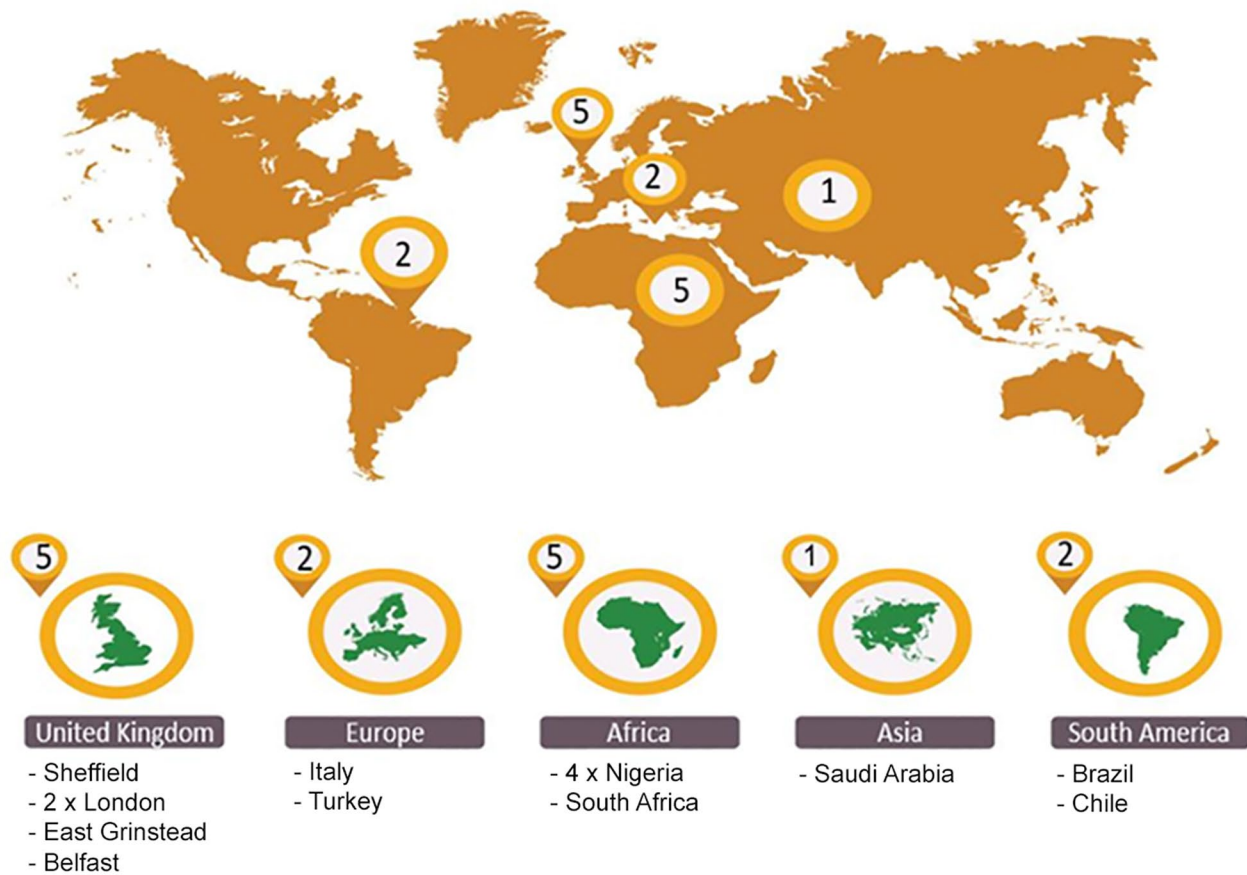 5
2
1
2
5
5
2
5
1
2
United Kingdom
Europe
Africa
Asia
South America
- Sheffield
- 2 x London
- East Grinstead
- Belfast
- Italy
- Turkey
- 4 x Nigeria
- South Africa
- Saudi Arabia
- Brazil
- Chile